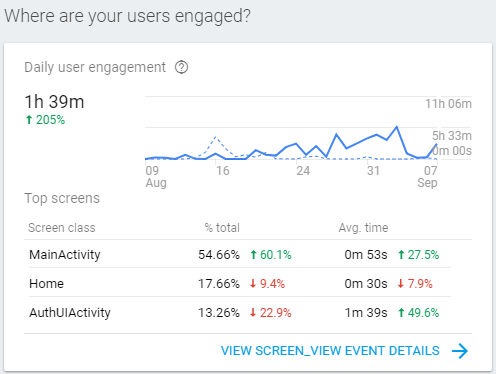 Where are your users engaged?
Daily user engagement ?
1h 39m
↑ 205%
11h 06m
5h 33m
0m 00s
09 16 24 31 07
Aug Sep
Top screens
Screen class % total Avg. time
MainActivity 54.66% ↑ 60.1% 0m 53s ↑ 27.5%
Home 17.66% ↓ 9.4% 0m 30s ↓ 7.9%
AuthUIActivity 13.26% ↓ 22.9% 1m 39s ↑ 49.6%
VIEW SCREEN_VIEW EVENT DETAILS →